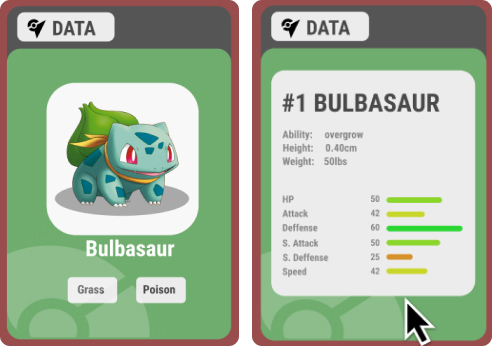 DATA
Bulbasaur
Grass Poison
DATA
#1 BULBASAUR
Ability: overgrow
Height: 0.40cm
Weight: 50lbs
HP 50
Attack 42
Deffense 60
S. Attack 50
S. Deffense 25
Speed 42